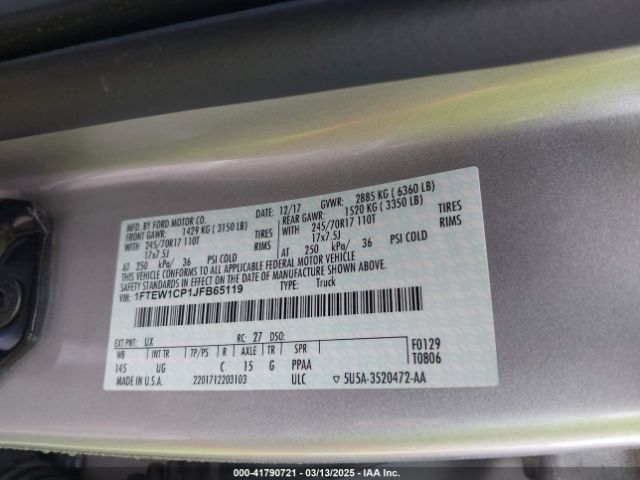 MFD. BY FORD MOTOR CO. DATE: 12/17 GVWR: 2885 KG ( 6360 LB)
FRONT GAWR: 1429 KG ( 3150 LB) REAR GAWR: 1520 KG ( 3350 LB)
WITH 245/70R17 110T TIRES 245/70R17 110T TIRES
17x7.5J RIMS 17x7.5J RIMS
AT 250 kPa/ 36 PSI COLD AT 250 kPa/ 36 PSI COLD
THIS VEHICLE CONFORMS TO ALL APPLICABLE FEDERAL MOTOR VEHICLE
SAFETY STANDARDS IN EFFECT ON THE DATE OF MANUFACTURE SHOWN ABOVE.
VIN: 1FTEW1CP1JFB65119 TYPE: Truck
EXT PNT: UX RC: 27 DSO:
WB INT TR TP/PS R AXLE TR SPR F0129
145 UG C 15 G PPAA T0806
MADE IN U.S.A. 2201712203103 ULC ▽ 5U5A-3520472-AA
000-41790721 - 03/13/2025 - IAA Inc.